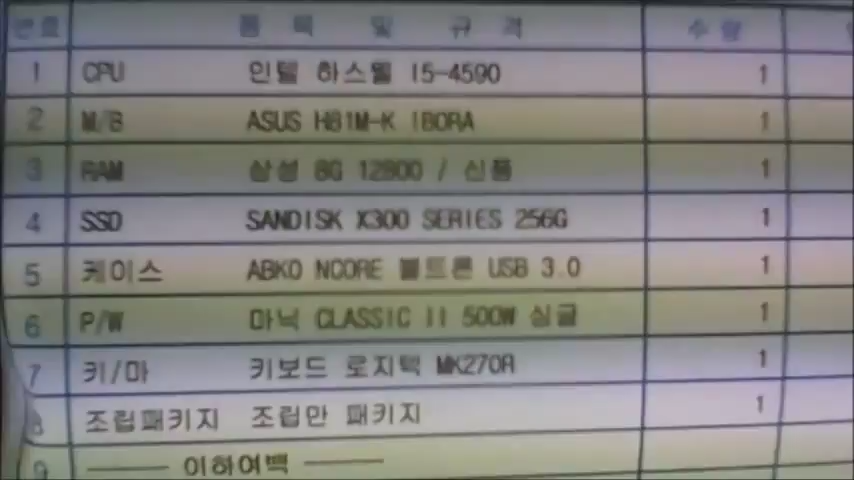 번호 품 목 및 규 격 수 량
1 CPU 인텔 하스웰 I5-4590 1
2 M/B ASUS H81M-K IBORA 1
3 RAM 삼성 8G 12800 / 신품 1
4 SSD SANDISK X300 SERIES 256G 1
5 케이스 ABKO NCORE 볼트론 USB 3.0 1
6 P/W 마닉 CLASSIC II 500W 싱글 1
7 키/마 키보드 로지텍 MK270R 1
8 조립패키지 조립만 패키지 1
9 이하여백